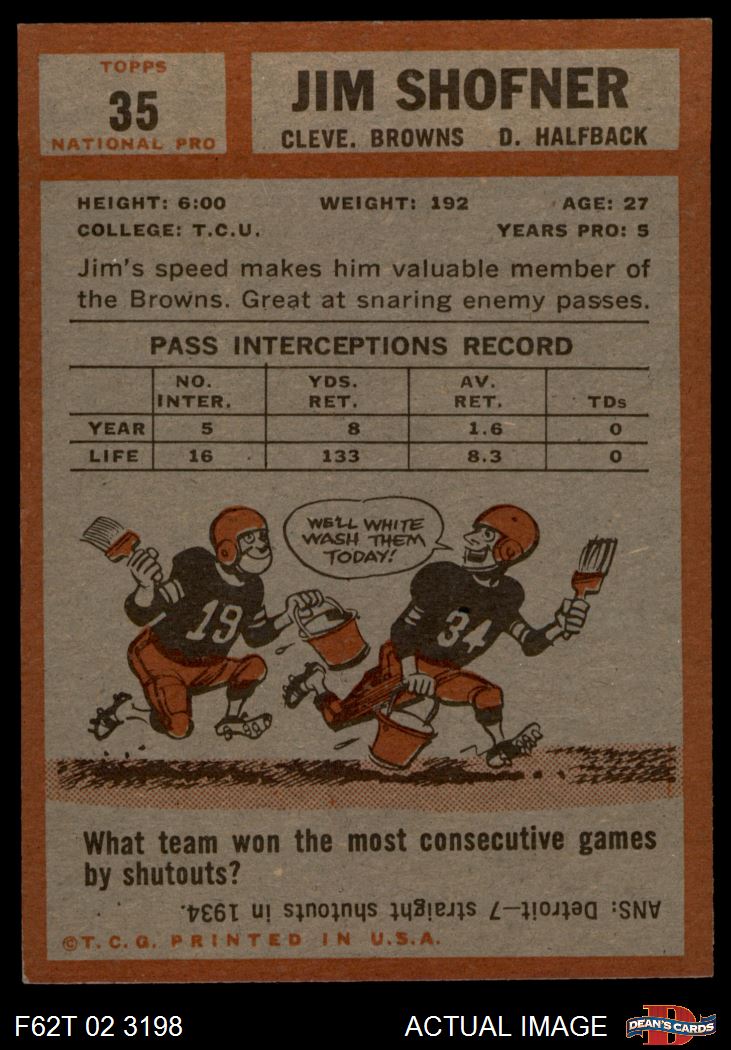 TOPPS
35
NATIONAL PRO
JIM SHOFNER
CLEVE. BROWNS D. HALFBACK
HEIGHT: 6:00 WEIGHT: 192 AGE: 27
COLLEGE: T.C.U. YEARS PRO: 5
Jim's speed makes him valuable member of
the Browns. Great at snaring enemy passes.
PASS INTERCEPTIONS RECORD
NO. YDS. AV.
INTER. RET. RET. TDs
YEAR 5 8 1.6 0
LIFE 16 133 8.3 0
WE'LL WHITE
WASH THEM
TODAY!
19
34
What team won the most consecutive games
by shutouts?
ANS: Detroit—7 straight shutouts in 1934.
©T.C.G. PRINTED IN U.S.A.
F62T 02 3198 ACTUAL IMAGE
DEAN'S CARDS